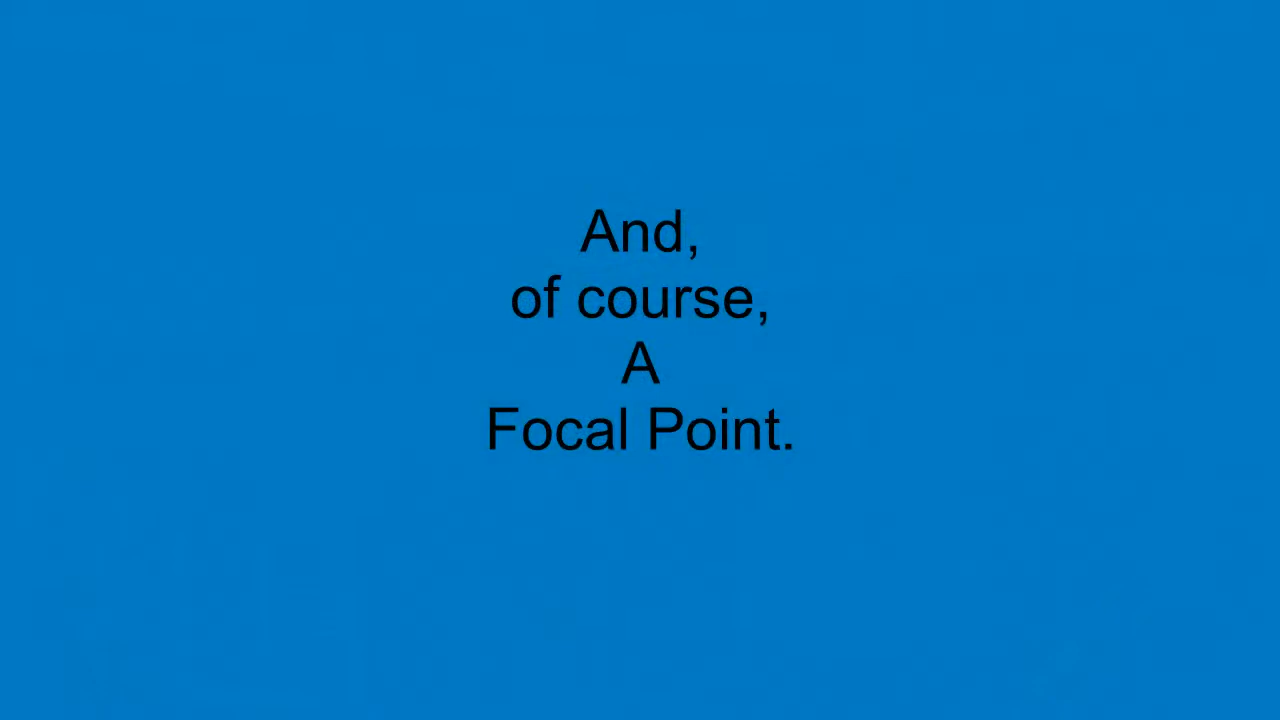 And,
of course,
A
Focal Point.